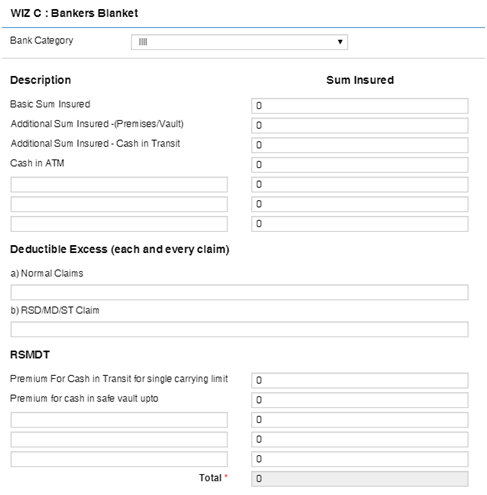 WIZ C : Bankers Blanket
Bank Category IIII
Description Sum Insured
Basic Sum Insured 0
Additional Sum Insured -(Premises/Vault) 0
Additional Sum Insured - Cash in Transit 0
Cash in ATM 0
0
0
0
Deductible Excess (each and every claim)
a) Normal Claims
b) RSD/MD/ST Claim
RSMDT
Premium For Cash in Transit for single carrying limit 0
Premium for cash in safe vault upto 0
0
0
0
Total * 0